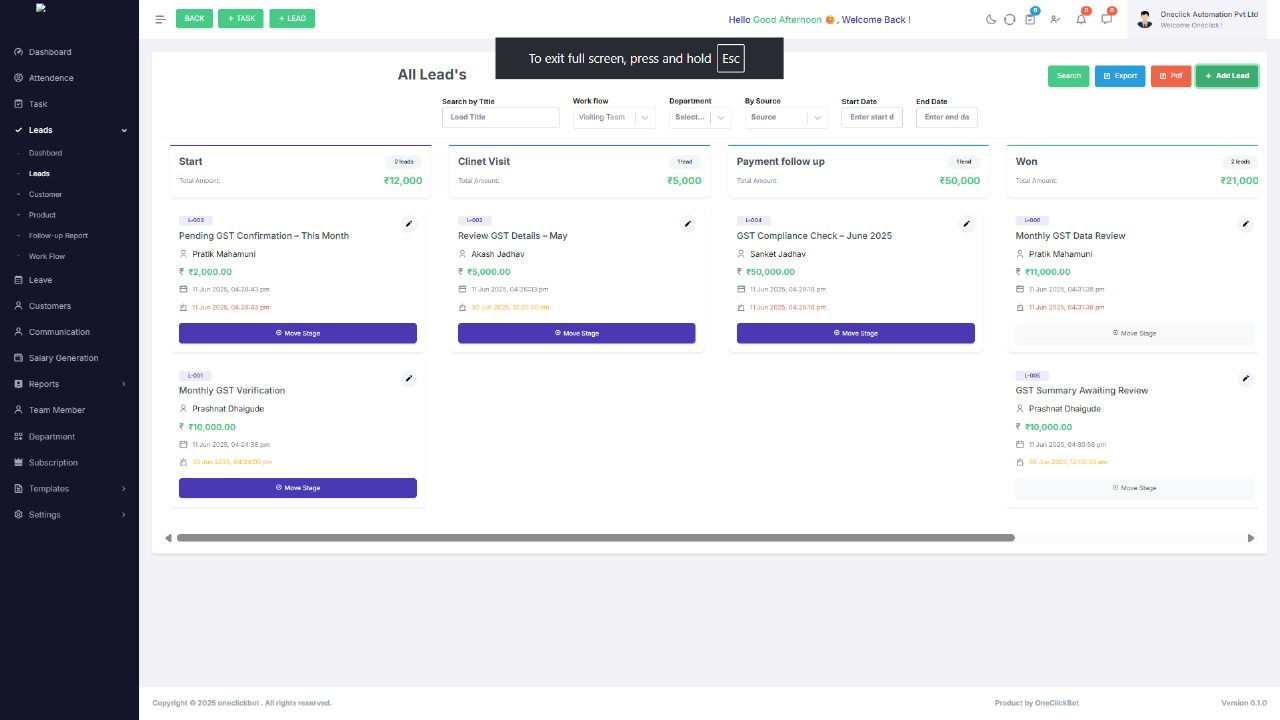 BACK
+ TASK
+ LEAD
Hello Good Afternoon 😊, Welcome Back !
0
0
0
Oneclick Automation Pvt Ltd
Welcome Oneclick !
To exit full screen, press and hold Esc
Dashboard
Attendence
Task
Leads
- Dashbord
- Leads
- Customer
- Product
- Follow-up Report
- Work Flow
Leave
Customers
Communication
Salary Generation
Reports
Team Member
Department
Subscription
Templates
Settings
All Lead's
Search
Export
Pdf
+ Add Lead
Search by Title
Lead Title
Work flow
Visiting Team
Department
Select...
By Source
Source
Start Date
Enter start d
End Date
Enter end da
Start
2 leads
Total Amount:
₹12,000
L-003
Pending GST Confirmation – This Month
Pratik Mahamuni
₹ ₹2,000.00
11 Jun 2025, 04:28:43 pm
11 Jun 2025, 04:28:43 pm
Move Stage
L-001
Monthly GST Verification
Prashnat Dhaigude
₹ ₹10,000.00
11 Jun 2025, 04:24:38 pm
Move Stage
Clinet Visit
1 lead
Total Amount:
₹5,000
L-002
Review GST Details – May
Akash Jadhav
₹ ₹5,000.00
11 Jun 2025, 04:26:33 pm
30 Jun 2025, 12:00:00 am
Move Stage
Payment follow up
1 lead
Total Amount:
₹50,000
L-004
GST Compliance Check – June 2025
Sanket Jadhav
₹ ₹50,000.00
11 Jun 2025, 04:29:18 pm
11 Jun 2025, 04:29:18 pm
Move Stage
Won
2 leads
Total Amount:
₹21,000
L-006
Monthly GST Data Review
Pratik Mahamuni
₹ ₹11,000.00
11 Jun 2025, 04:31:38 pm
11 Jun 2025, 04:31:38 pm
Move Stage
L-005
GST Summary Awaiting Review
Prashnat Dhaigude
₹ ₹10,000.00
11 Jun 2025, 04:30:56 pm
30 Jun 2025, 12:00:00 am
Move Stage
Copyright © 2025 oneclickbot . All rights reserved.
Product by OneClickBot
Version 0.1.0